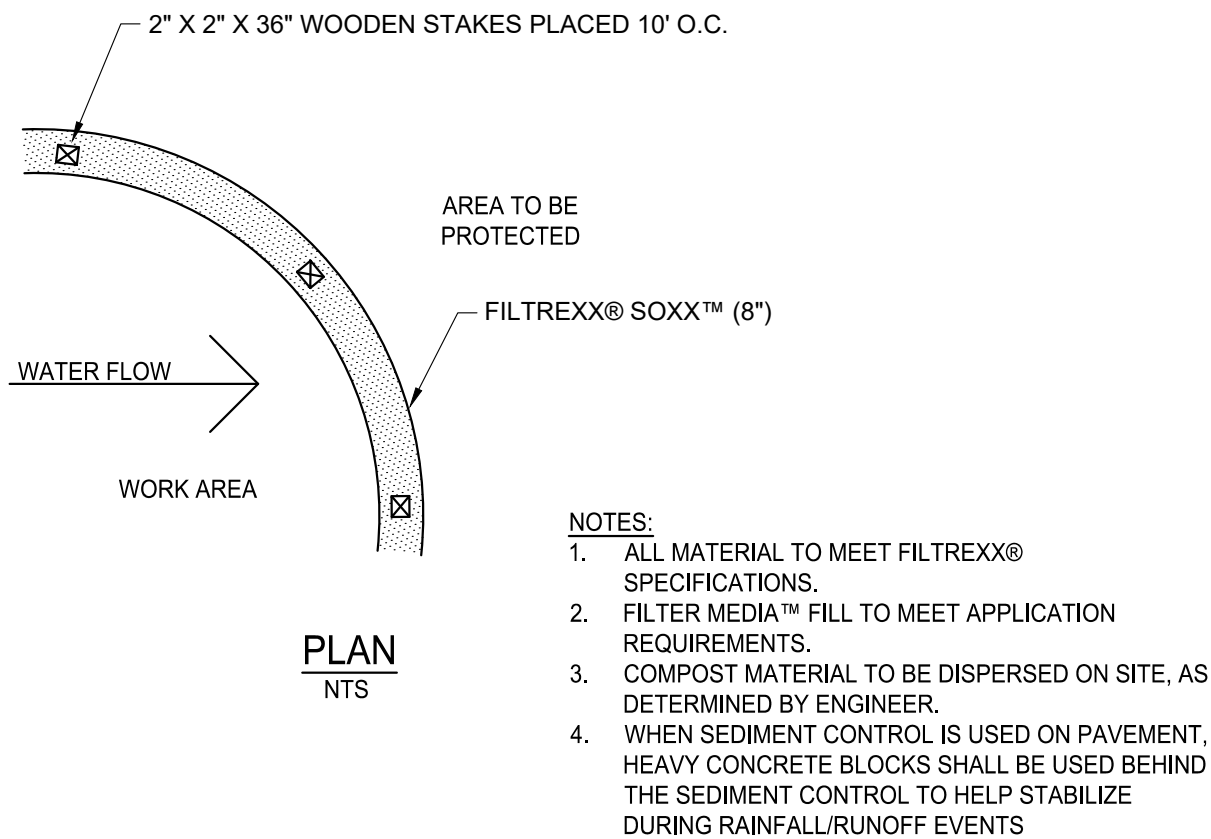 2" X 2" X 36" WOODEN STAKES PLACED 10' O.C.
AREA TO BE
PROTECTED
FILTREXX® SOXX™ (8")
WATER FLOW
WORK AREA
PLAN
NTS
NOTES:
1. ALL MATERIAL TO MEET FILTREXX®
SPECIFICATIONS.
2. FILTER MEDIA™ FILL TO MEET APPLICATION
REQUIREMENTS.
3. COMPOST MATERIAL TO BE DISPERSED ON SITE, AS
DETERMINED BY ENGINEER.
4. WHEN SEDIMENT CONTROL IS USED ON PAVEMENT,
HEAVY CONCRETE BLOCKS SHALL BE USED BEHIND
THE SEDIMENT CONTROL TO HELP STABILIZE
DURING RAINFALL/RUNOFF EVENTS